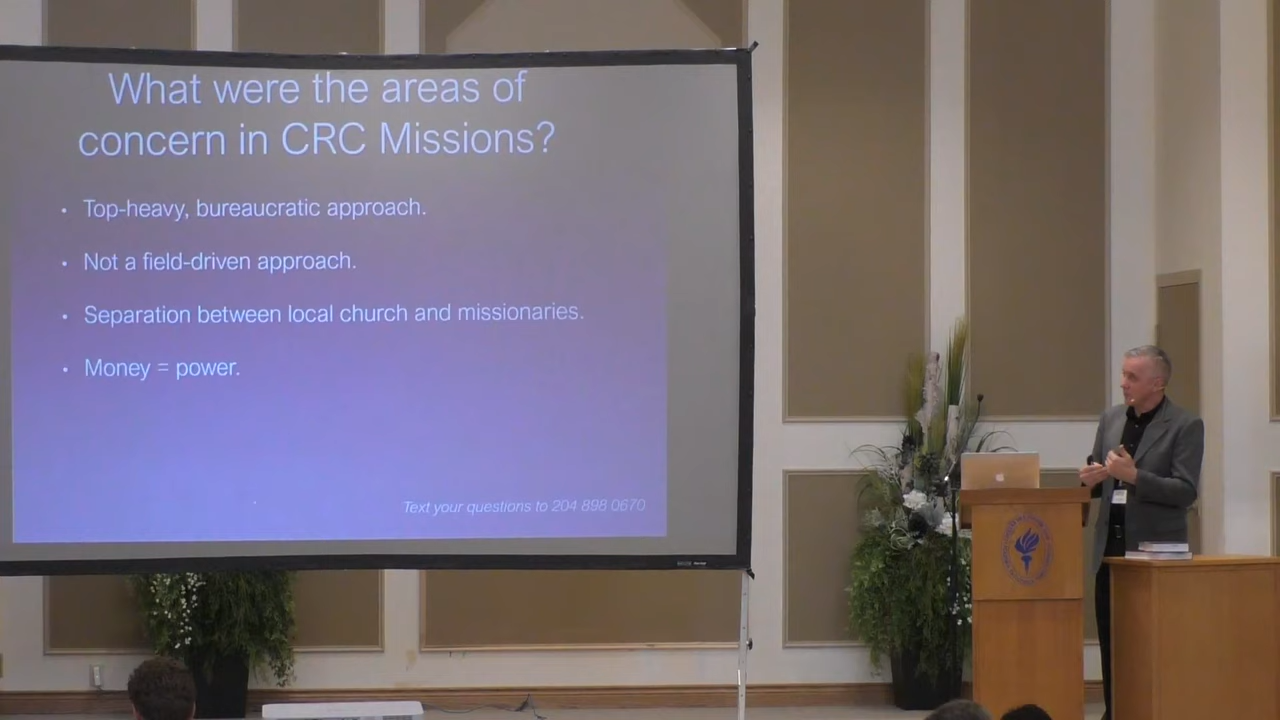 What were the areas of
concern in CRC Missions?
• Top-heavy, bureaucratic approach.
• Not a field-driven approach.
• Separation between local church and missionaries.
• Money = power.
Text your questions to 204 898 0670